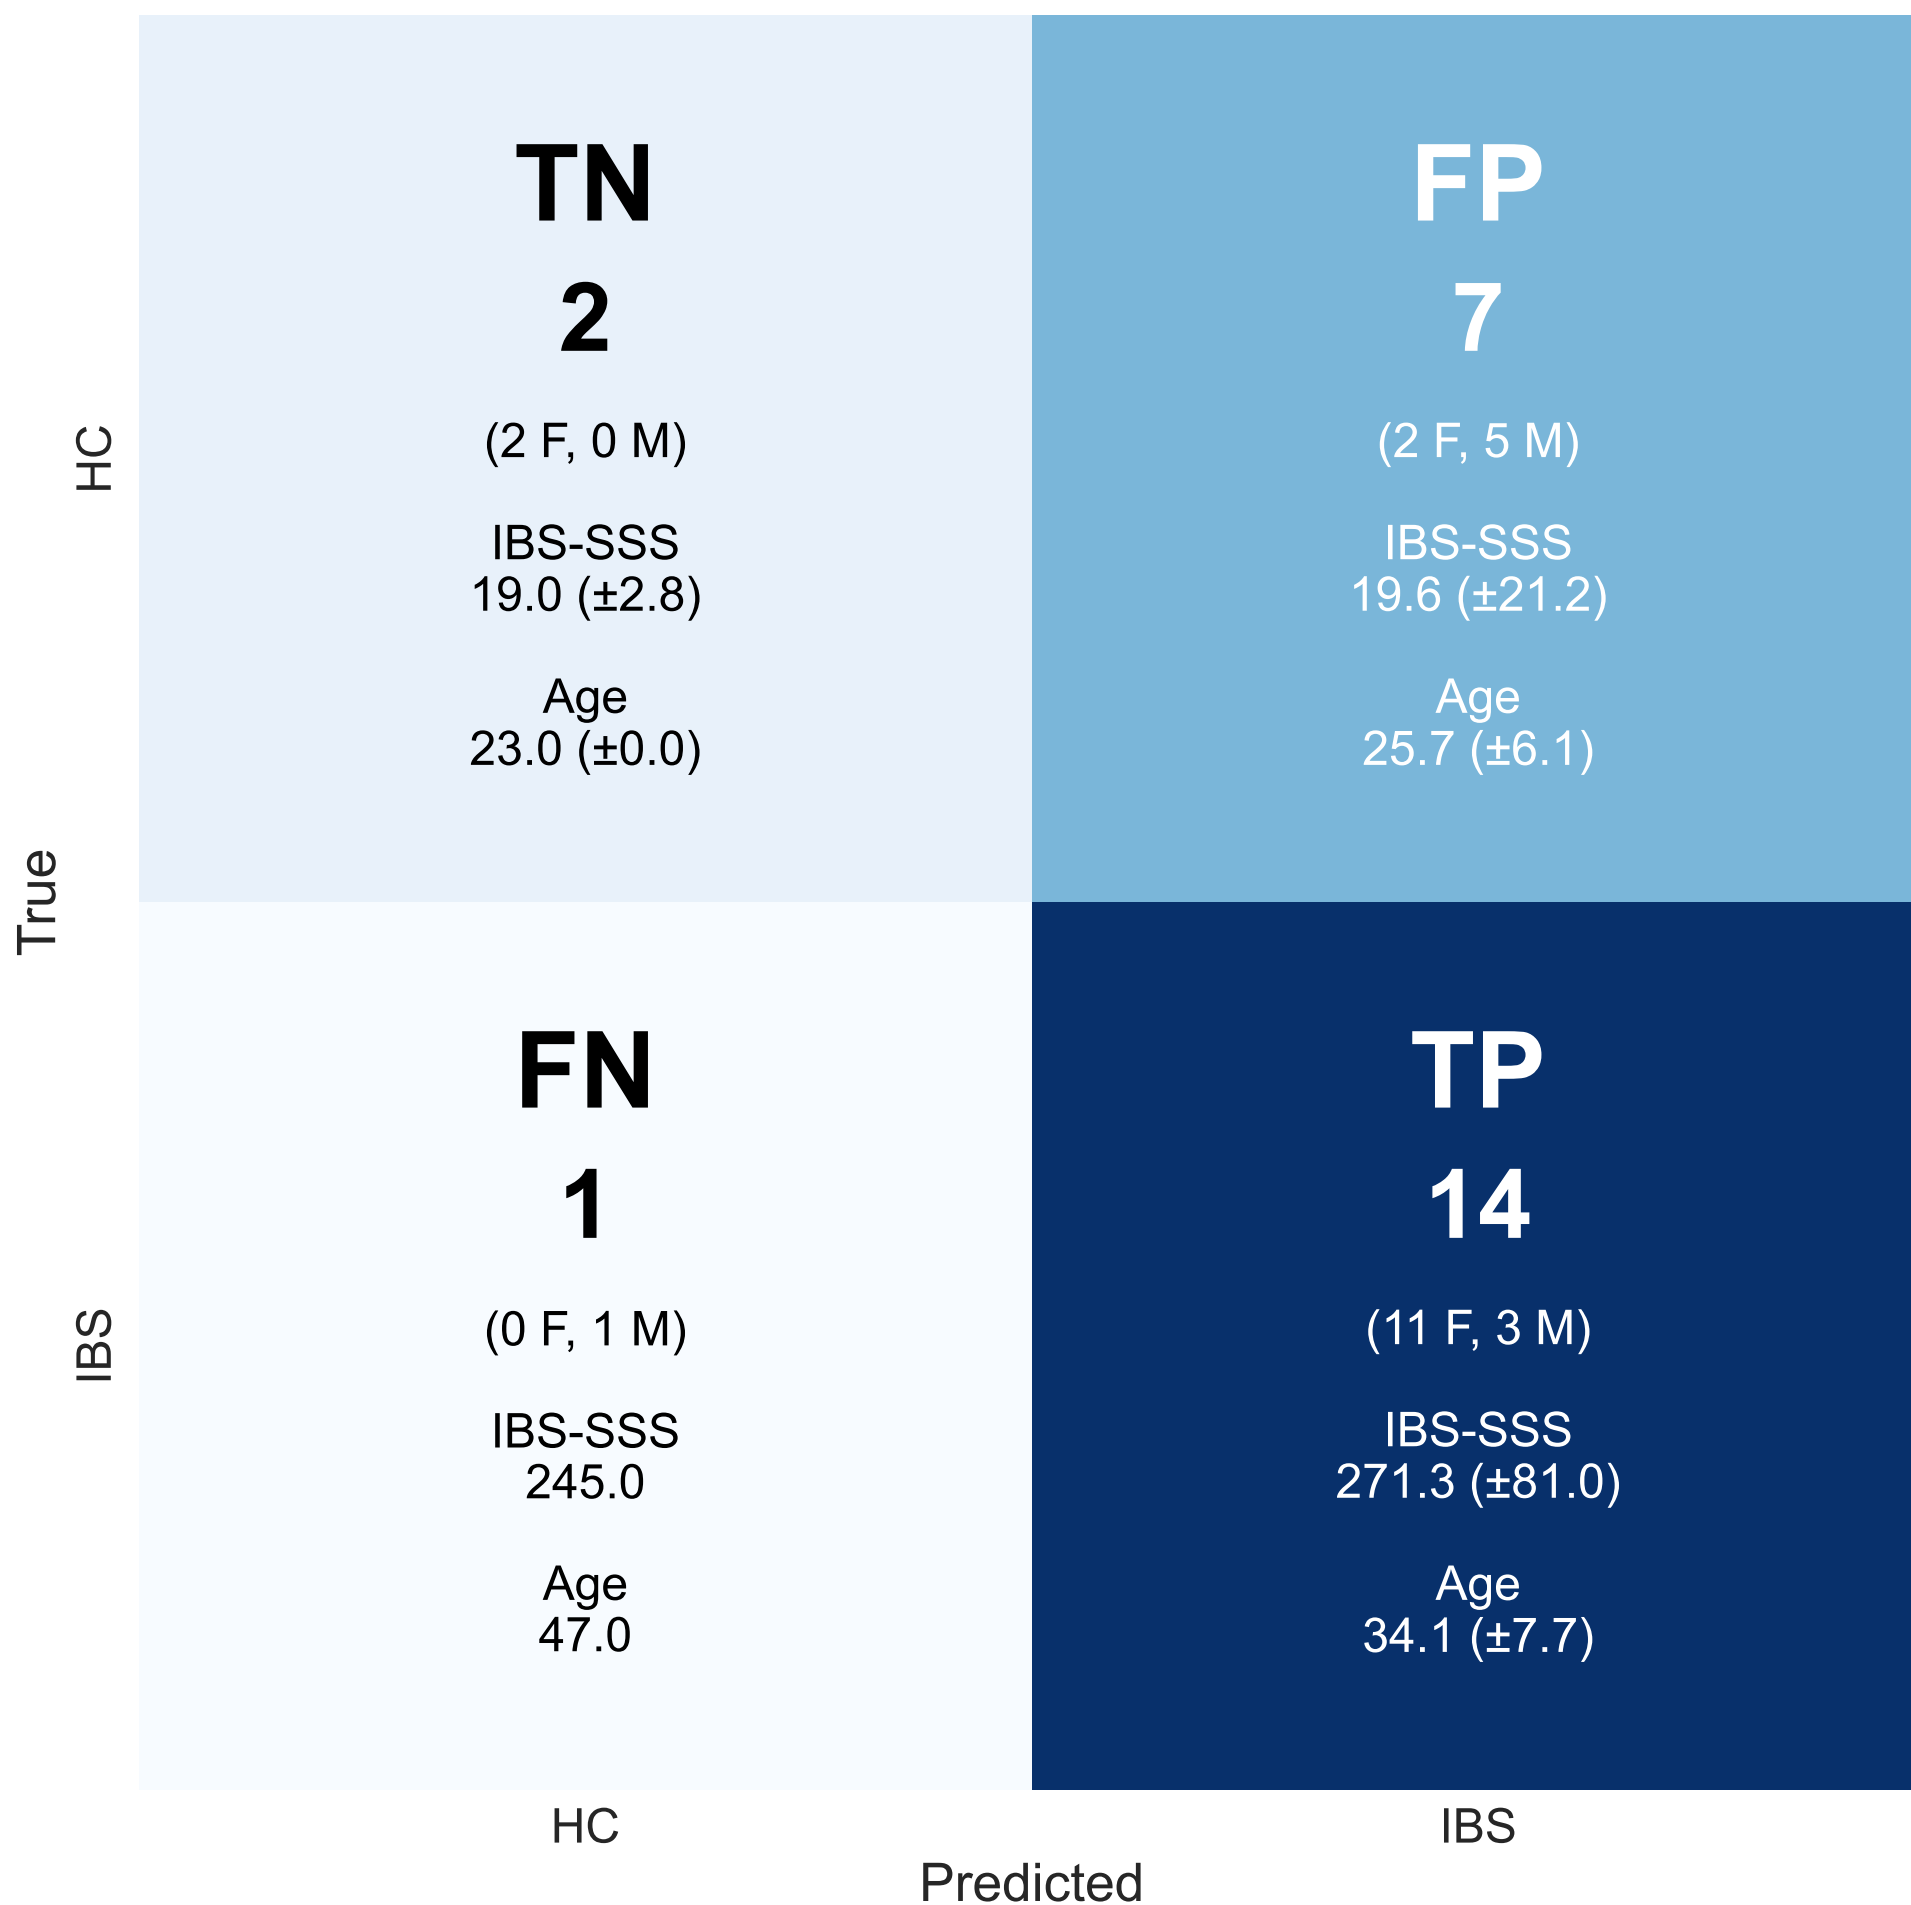 True
HC
TN
2
(2 F, 0 M)
IBS-SSS
19.0 (±2.8)
Age
23.0 (±0.0)
FP
7
(2 F, 5 M)
IBS-SSS
19.6 (±21.2)
Age
25.7 (±6.1)
IBS
FN
1
(0 F, 1 M)
IBS-SSS
245.0
Age
47.0
TP
14
(11 F, 3 M)
IBS-SSS
271.3 (±81.0)
Age
34.1 (±7.7)
HC
IBS
Predicted